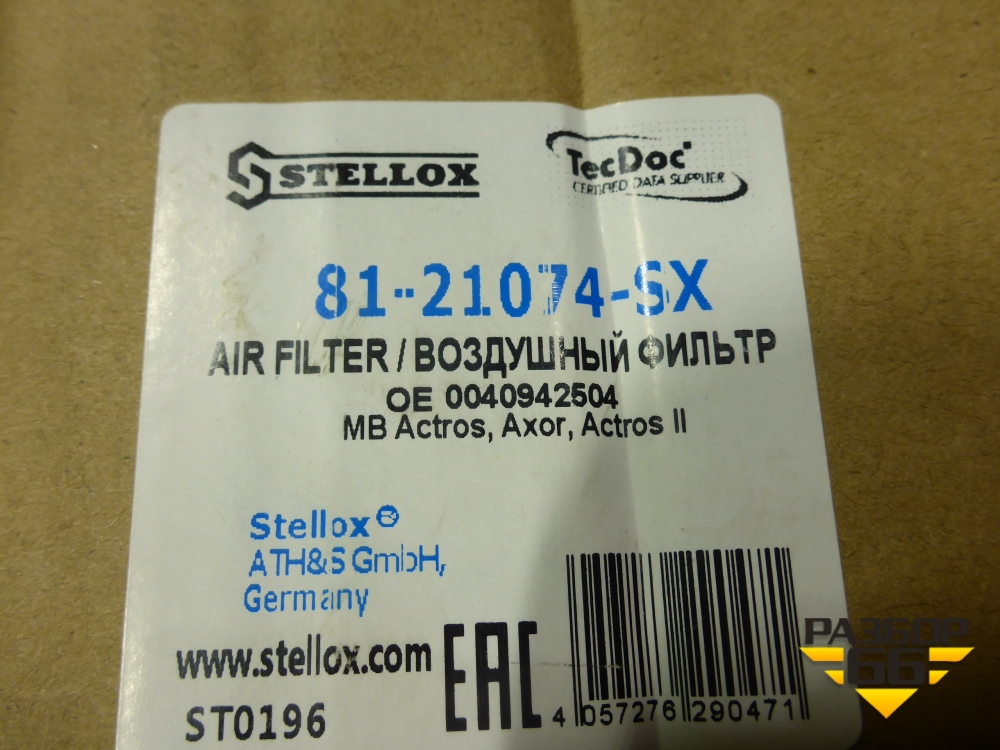 STELLOX
TecDoc
CERTIFIED DATA SUPPLIER
81-21074-SX
AIR FILTER / ВОЗДУШНЫЙ ФИЛЬТР
OE 0040942504
MB Actros, Axor, Actros II
Stellox®
ATH&S GmbH,
Germany
www.stellox.com
ST0196
EAC
4 057276 290471
РАЗБОР
66